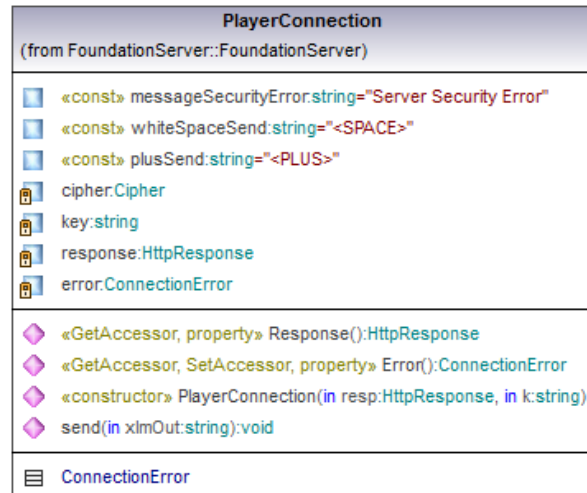 PlayerConnection
(from FoundationServer::FoundationServer)
«const» messageSecurityError:string="Server Security Error"
«const» whiteSpaceSend:string="<SPACE>"
«const» plusSend:string="<PLUS>"
cipher:Cipher
key:string
response:HttpResponse
error:ConnectionError
«GetAccessor, property» Response():HttpResponse
«GetAccessor, SetAccessor, property» Error():ConnectionError
«constructor» PlayerConnection(in resp:HttpResponse, in k:string)
send(in xlmOut:string):void
ConnectionError